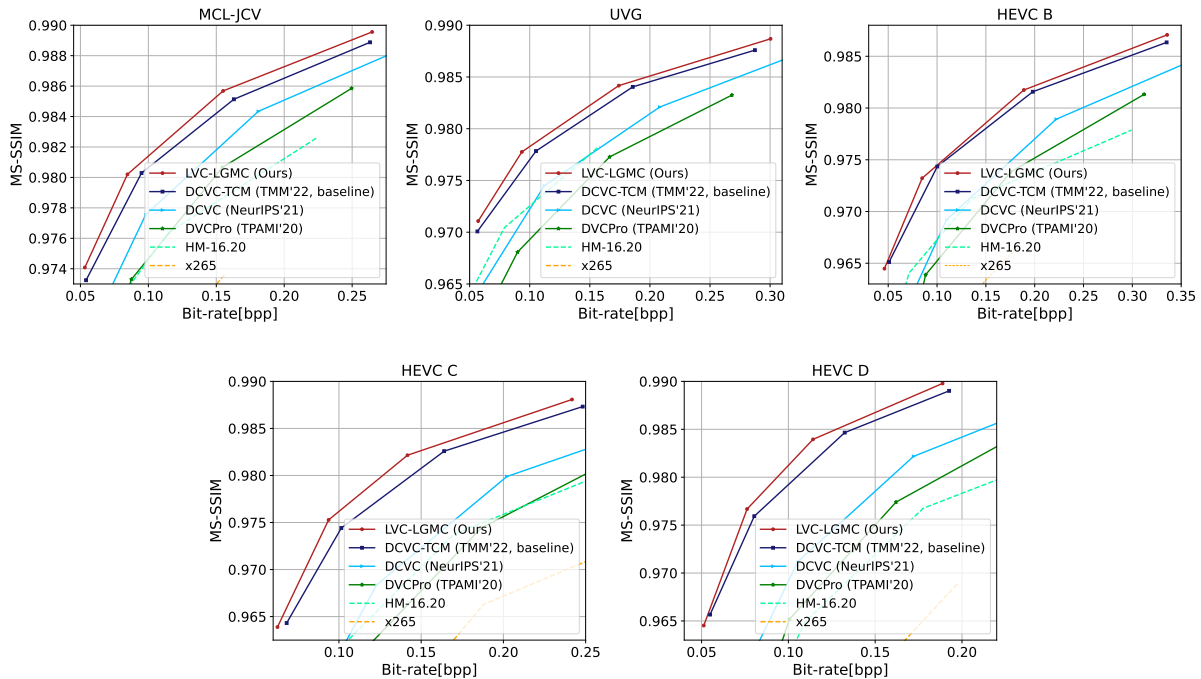 MCL-JCV
0.990
0.988
0.986
0.984
0.982
0.980
0.978
0.976
0.974
MS-SSIM
LVC-LGMC (Ours)
DCVC-TCM (TMM'22, baseline)
DCVC (NeurIPS'21)
DVCPro (TPAMI'20)
HM-16.20
x265
0.05 0.10 0.15 0.20 0.25
Bit-rate[bpp]
UVG
0.990
0.985
0.980
0.975
0.970
0.965
MS-SSIM
LVC-LGMC (Ours)
DCVC-TCM (TMM'22, baseline)
DCVC (NeurIPS'21)
DVCPro (TPAMI'20)
HM-16.20
x265
0.05 0.10 0.15 0.20 0.25 0.30
Bit-rate[bpp]
HEVC B
0.985
0.980
0.975
0.970
0.965
MS-SSIM
LVC-LGMC (Ours)
DCVC-TCM (TMM'22, baseline)
DCVC (NeurIPS'21)
DVCPro (TPAMI'20)
HM-16.20
x265
0.05 0.10 0.15 0.20 0.25 0.30 0.35
Bit-rate[bpp]
HEVC C
0.990
0.985
0.980
0.975
0.970
0.965
MS-SSIM
LVC-LGMC (Ours)
DCVC-TCM (TMM'22, baseline)
DCVC (NeurIPS'21)
DVCPro (TPAMI'20)
HM-16.20
x265
0.10 0.15 0.20 0.25
Bit-rate[bpp]
HEVC D
0.990
0.985
0.980
0.975
0.970
0.965
MS-SSIM
LVC-LGMC (Ours)
DCVC-TCM (TMM'22, baseline)
DCVC (NeurIPS'21)
DVCPro (TPAMI'20)
HM-16.20
x265
0.05 0.10 0.15 0.20
Bit-rate[bpp]